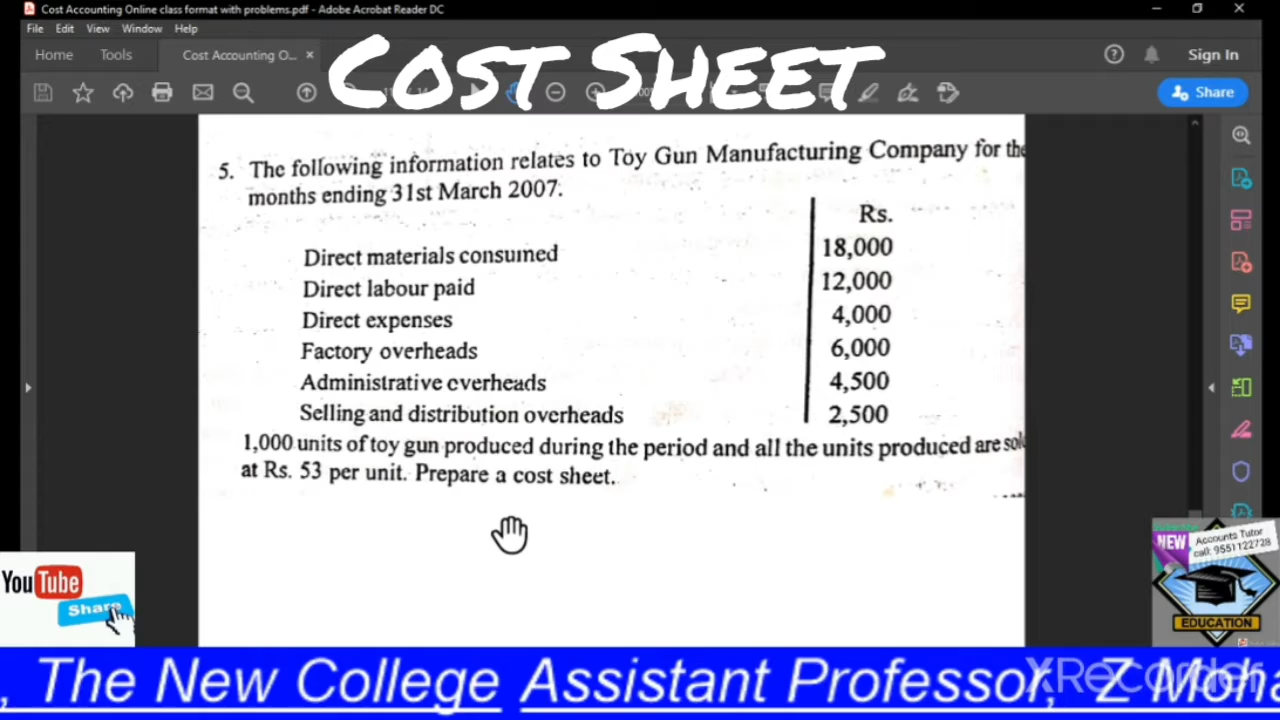 Cost Accounting Online class format with problems.pdf - Adobe Acrobat Reader DC
File Edit View Window Help
Home Tools Cost Accounting O... × Sign In
COST SHEET
Share
5. The following information relates to Toy Gun Manufacturing Company for the
months ending 31st March 2007:
Rs.
Direct materials consumed 18,000
Direct labour paid 12,000
Direct expenses 4,000
Factory overheads 6,000
Administrative overheads 4,500
Selling and distribution overheads 2,500
1,000 units of toy gun produced during the period and all the units produced are sol
at Rs. 53 per unit. Prepare a cost sheet.
YouTube
Share
NEW
Accounts Tutor
call: 9551122728
EDUCATION
, The New College Assistant Professor, Z Moha
XRecorder